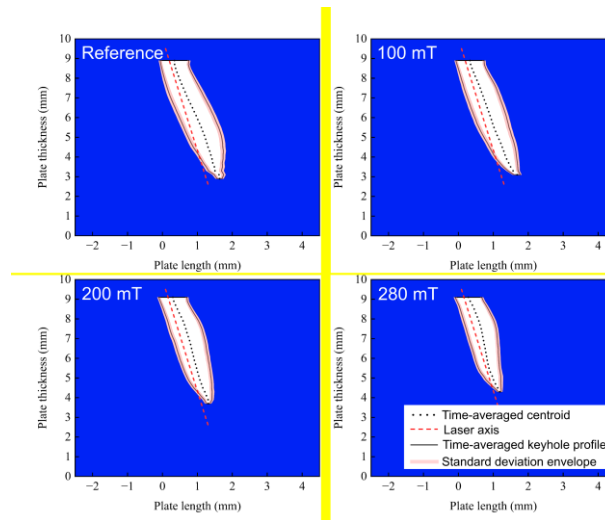 Reference
10
9
8
7
6
5
4
3
2
1
0
Plate thickness (mm)
−2 −1 0 1 2 3 4
Plate length (mm)
100 mT
10
9
8
7
6
5
4
3
2
1
0
Plate thickness (mm)
−2 −1 0 1 2 3 4
Plate length (mm)
200 mT
10
9
8
7
6
5
4
3
2
1
0
Plate thickness (mm)
−2 −1 0 1 2 3 4
Plate length (mm)
280 mT
10
9
8
7
6
5
4
3
2
1
0
Plate thickness (mm)
−2 −1 0 1 2 3 4
Plate length (mm)
Time-averaged centroid
Laser axis
Time-averaged keyhole profile
Standard deviation envelope